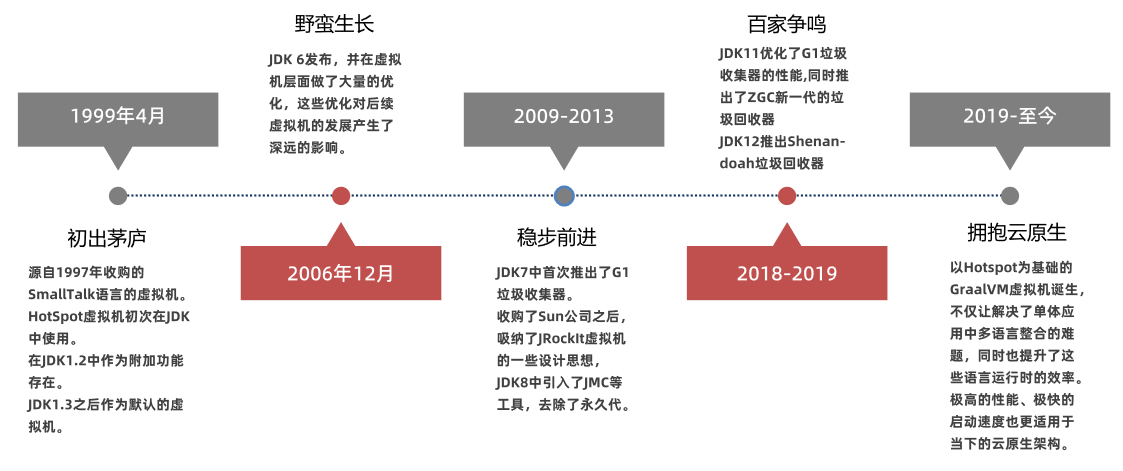 1999年4月
初出茅庐
源自1997年收购的
SmallTalk语言的虚拟机。
HotSpot虚拟机初次在JDK
中使用。
在JDK1.2中作为附加功能
存在。
JDK1.3之后作为默认的虚
拟机。
野蛮生长
JDK 6发布，并在虚拟
机层面做了大量的优
化，这些优化对后续
虚拟机的发展产生了
深远的影响。
2006年12月
2009-2013
稳步前进
JDK7中首次推出了G1
垃圾收集器。
收购了Sun公司之后，
吸纳了JRockIt虚拟机
的一些设计思想，
JDK8中引入了JMC等
工具，去除了永久代。
百家争鸣
JDK11优化了G1垃圾
收集器的性能,同时推
出了ZGC新一代的垃
圾回收器
JDK12推出Shenan-
doah垃圾回收器
2018-2019
2019-至今
拥抱云原生
以Hotspot为基础的
GraalVM虚拟机诞生，
不仅让解决了单体应
用中多语言整合的难
题，同时也提升了这
些语言运行时的效率。
极高的性能、极快的
启动速度也更适用于
当下的云原生架构。